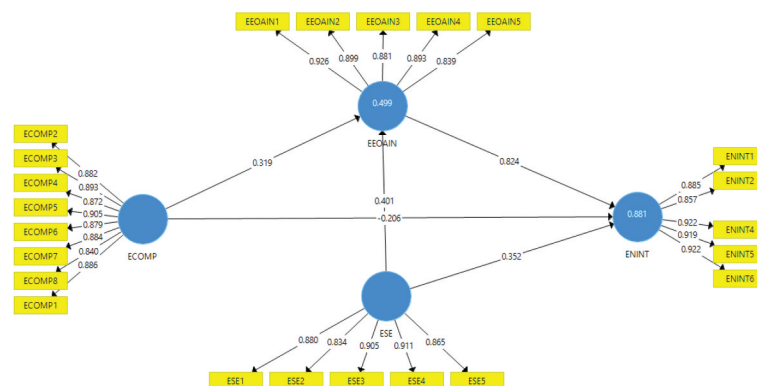 EEOAIN1 EEOAIN2 EEOAIN3 EEOAIN4 EEOAIN5
0.926 0.899 0.881 0.893 0.839
0.499
EEOAIN
ECOMP2
ECOMP3
ECOMP4
ECOMP5
ECOMP6
ECOMP7
ECOMP8
ECOMP1
0.882
0.893
0.872
0.905
0.879
0.884
0.840
0.886
ECOMP
0.319
0.824
0.401
-0.206
0.352
0.881
ENINT
0.885
0.857
0.922
0.919
0.922
ENINT1
ENINT2
ENINT4
ENINT5
ENINT6
ESE
0.880 0.834 0.905 0.911 0.865
ESE1 ESE2 ESE3 ESE4 ESE5